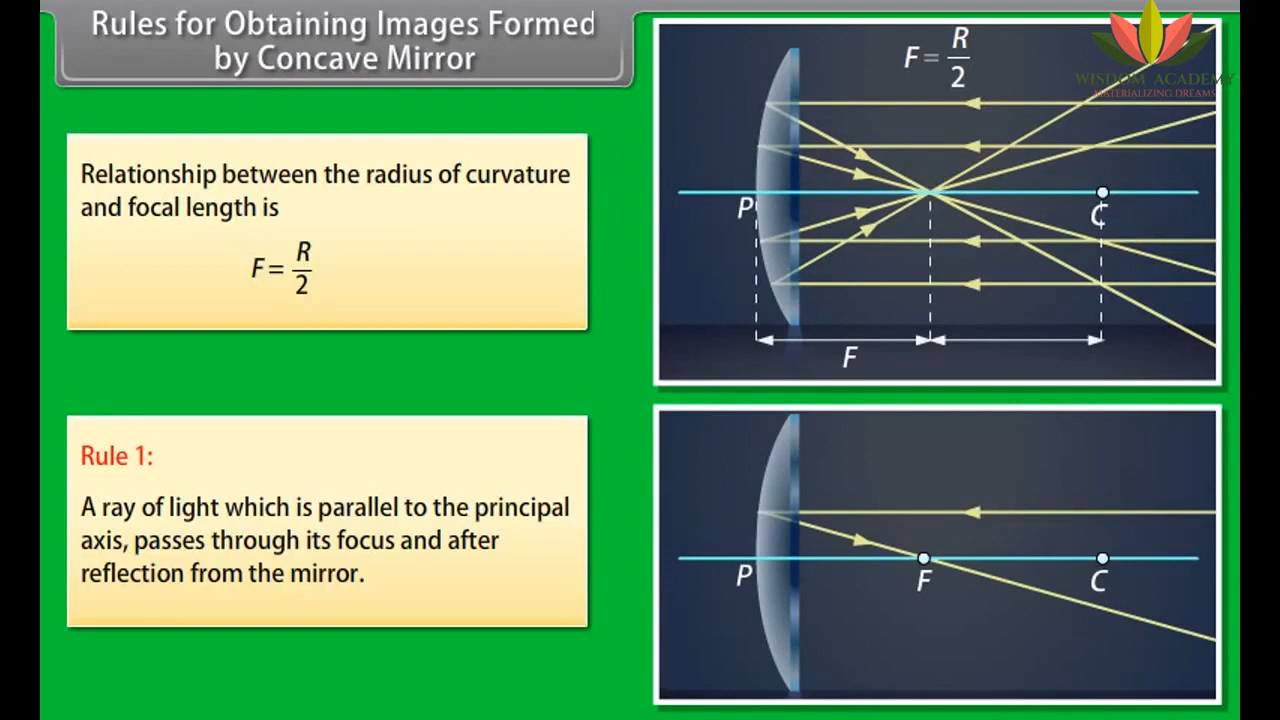 Rules for Obtaining Images Formed
by Concave Mirror
Relationship between the radius of curvature
and focal length is
F = R/2
Rule 1:
A ray of light which is parallel to the principal
axis, passes through its focus and after
reflection from the mirror.
F = R/2
WISDOM ACADEMY
MATERIALIZING DREAMS
P
C
F
P
F
C